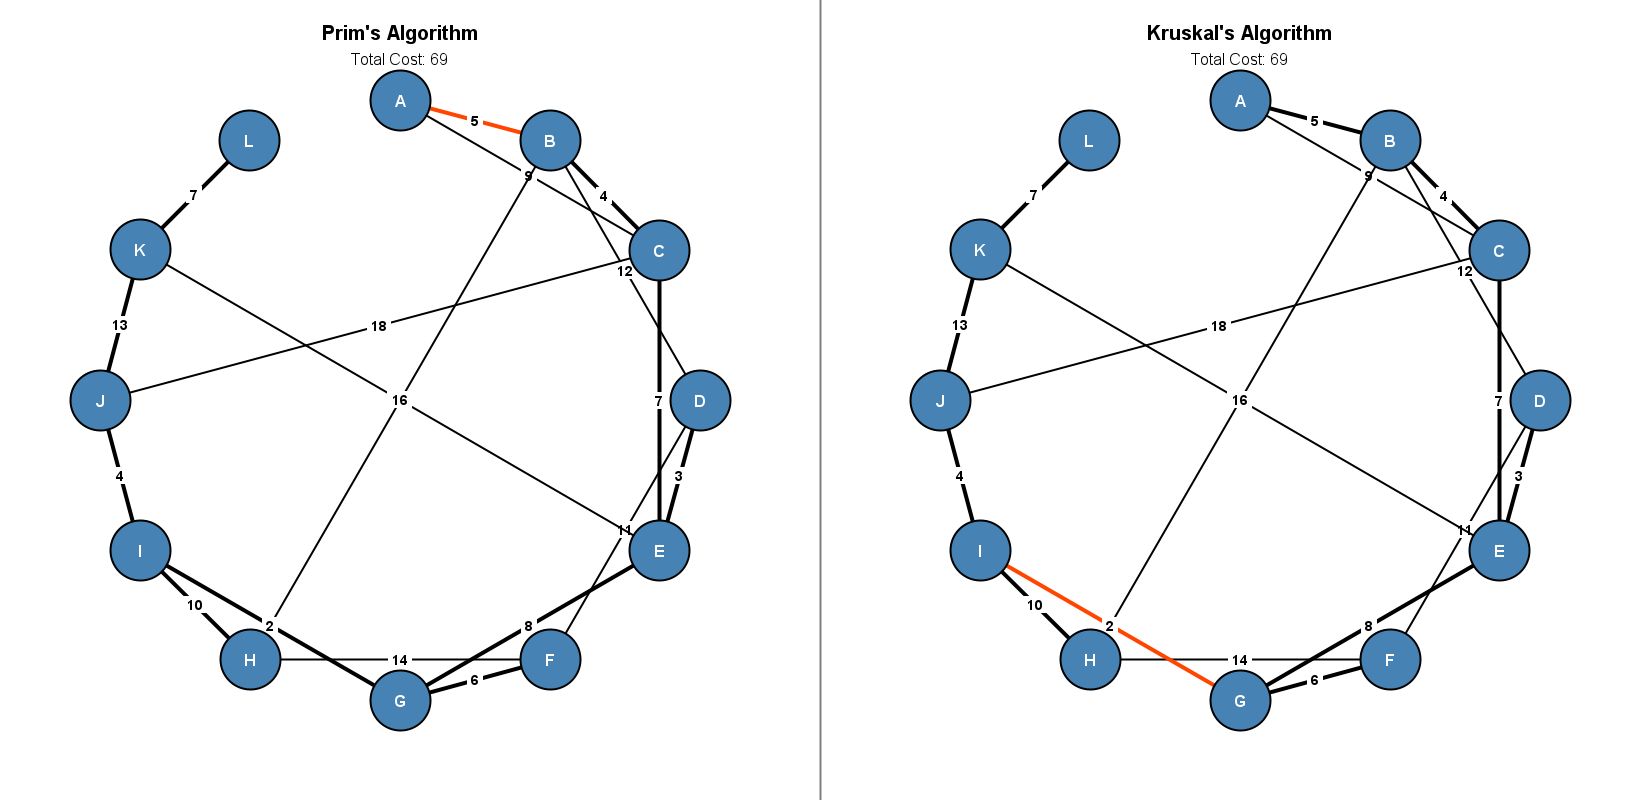 Prim's Algorithm
Total Cost: 69
A
5
L
B
7
9
4
K
C
12
13
18
J
16
7
D
4
3
11
I
E
10
2
8
H
14
F
6
G
Kruskal's Algorithm
Total Cost: 69
A
5
L
B
7
9
4
K
C
12
13
18
J
16
7
D
4
3
11
I
E
10
2
8
H
14
F
6
G